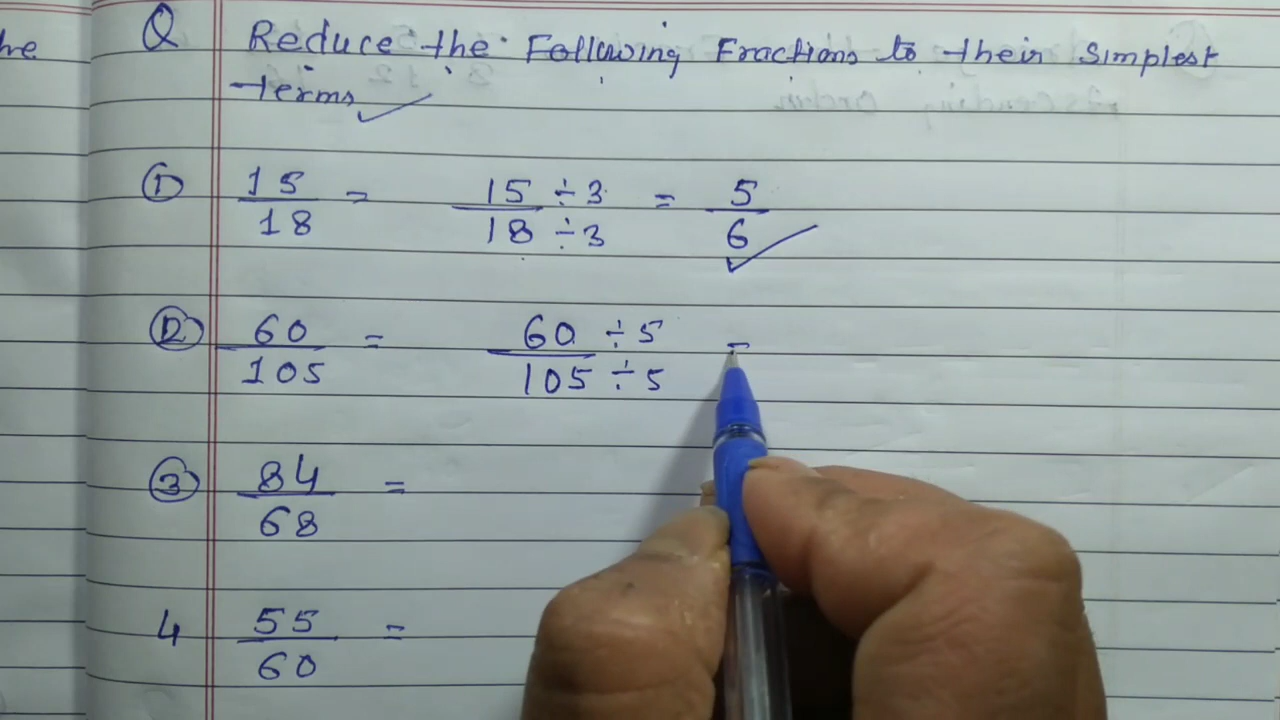 he
Q Reduce the Following Fractions to their Simplest
terms
① 15/18 = 15 ÷3/18 ÷3 = 5/6
② 60/105 = 60 ÷5/105 ÷5 =
③ 84/68 =
4 55/60 =